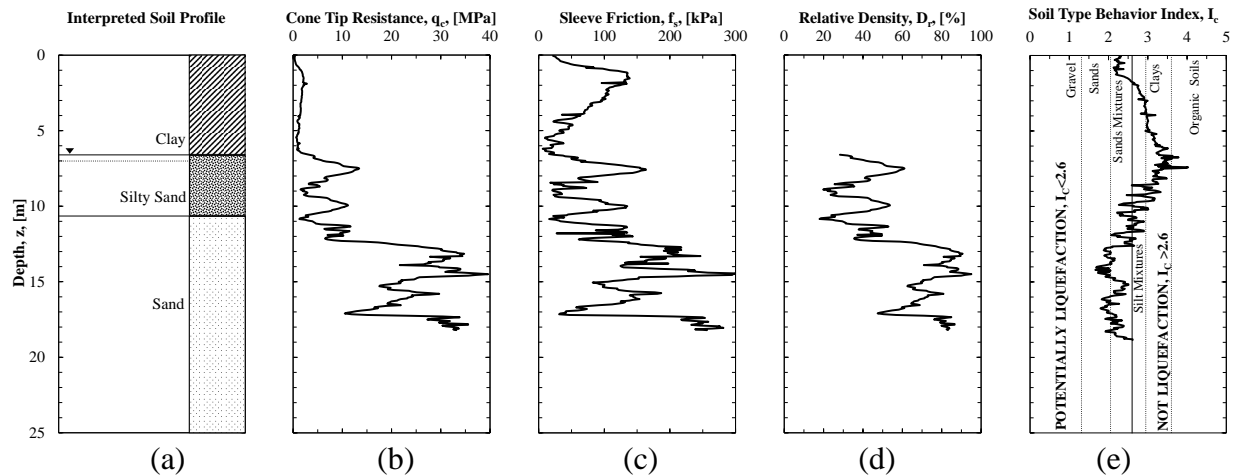 Interpreted Soil Profile
Cone Tip Resistance, qc, [MPa]
Sleeve Friction, fs, [kPa]
Relative Density, Dr, [%]
Soil Type Behavior Index, Ic
0 10 20 30 40
0 100 200 300
0 20 40 60 80 100
0 1 2 3 4 5
Depth, z, [m]
0
5
10
15
20
25
Clay
Silty Sand
Sand
Gravel
Sands
Sands Mixtures
Silt Mixtures
Clays
Organic Soils
POTENTIALLY LIQUEFACTION, IC<2.6
NOT LIQUEFACTION, IC >2.6
(a)
(b)
(c)
(d)
(e)